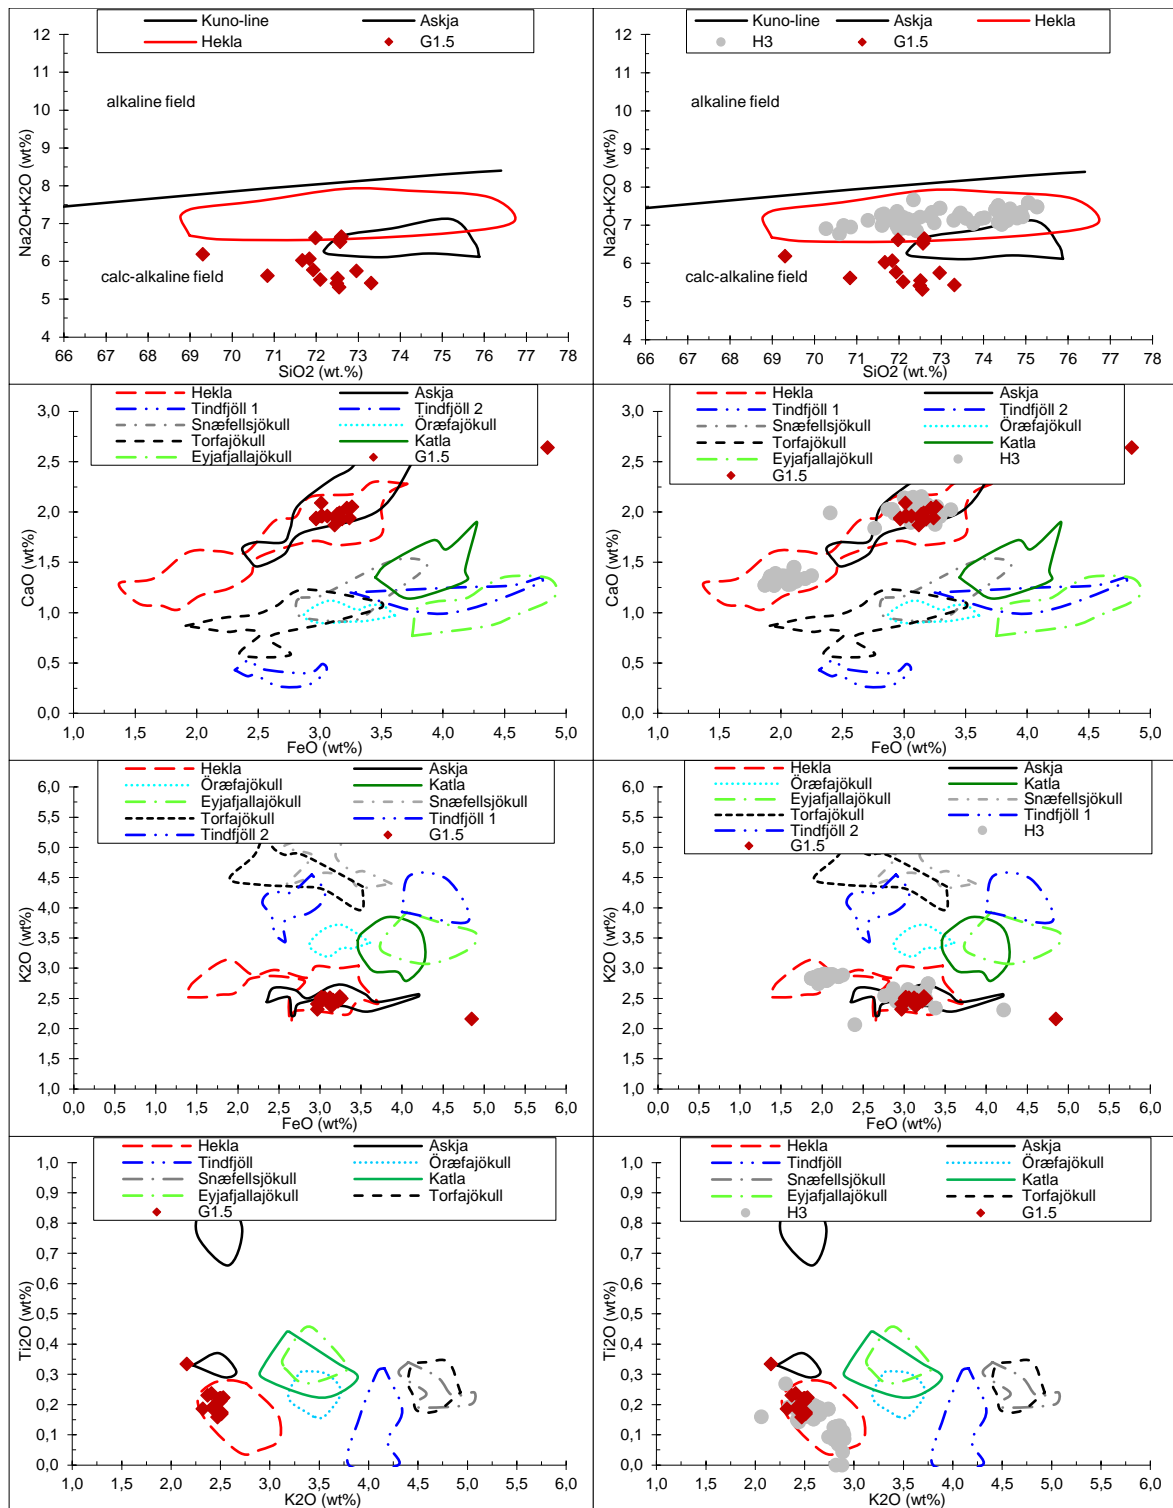 Kuno-line Askja
Hekla G1.5
12
11
10
9
8
7
6
5
4
Na2O+K2O (wt%)
alkaline field
calc-alkaline field
66 67 68 69 70 71 72 73 74 75 76 77 78
SiO2 (wt.%)
Kuno-line Askja Hekla
H3 G1.5
12
11
10
9
8
7
6
5
4
Na2O+K2O (wt%)
alkaline field
calc-alkaline field
66 67 68 69 70 71 72 73 74 75 76 77 78
SiO2 (wt.%)
Hekla Askja
Tindfjöll 1 Tindfjöll 2
Snæfellsjökull Öræfajökull
Torfajökull Katla
Eyjafjallajökull G1.5
3,0
2,5
2,0
1,5
1,0
0,5
0,0
CaO (wt%)
1,0 1,5 2,0 2,5 3,0 3,5 4,0 4,5 5,0
FeO (wt%)
Hekla Askja
Tindfjöll 1 Tindfjöll 2
Snæfellsjökull Öræfajökull
Torfajökull Katla
Eyjafjallajökull H3
G1.5
3,0
2,5
2,0
1,5
1,0
0,5
0,0
CaO (wt%)
1,0 1,5 2,0 2,5 3,0 3,5 4,0 4,5 5,0
FeO (wt%)
Hekla Askja
Öræfajökull Katla
Eyjafjallajökull Snæfellsjökull
Torfajökull Tindfjöll 1
Tindfjöll 2 G1.5
6,0
5,5
5,0
4,5
4,0
3,5
3,0
2,5
2,0
1,5
1,0
K2O (wt%)
0,0 0,5 1,0 1,5 2,0 2,5 3,0 3,5 4,0 4,5 5,0 5,5 6,0
FeO (wt%)
Hekla Askja
Öræfajökull Katla
Eyjafjallajökull Snæfellsjökull
Torfajökull Tindfjöll 1
Tindfjöll 2 H3
G1.5
6,0
5,5
5,0
4,5
4,0
3,5
3,0
2,5
2,0
1,5
1,0
K2O (wt%)
0,0 0,5 1,0 1,5 2,0 2,5 3,0 3,5 4,0 4,5 5,0 5,5 6,0
FeO (wt%)
Hekla Askja
Tindfjöll Öræfajökull
Snæfellsjökull Katla
Eyjafjallajökull Torfajökull
G1.5
1,0
0,9
0,8
0,7
0,6
0,5
0,4
0,3
0,2
0,1
0,0
Ti2O (wt%)
1,0 1,5 2,0 2,5 3,0 3,5 4,0 4,5 5,0 5,5 6,0
K2O (wt%)
Hekla Askja
Tindfjöll Öræfajökull
Snæfellsjökull Katla
Eyjafjallajökull Torfajökull
H3 G1.5
1,0
0,9
0,8
0,7
0,6
0,5
0,4
0,3
0,2
0,1
0,0
Ti2O (wt%)
1,0 1,5 2,0 2,5 3,0 3,5 4,0 4,5 5,0 5,5 6,0
K2O (wt%)